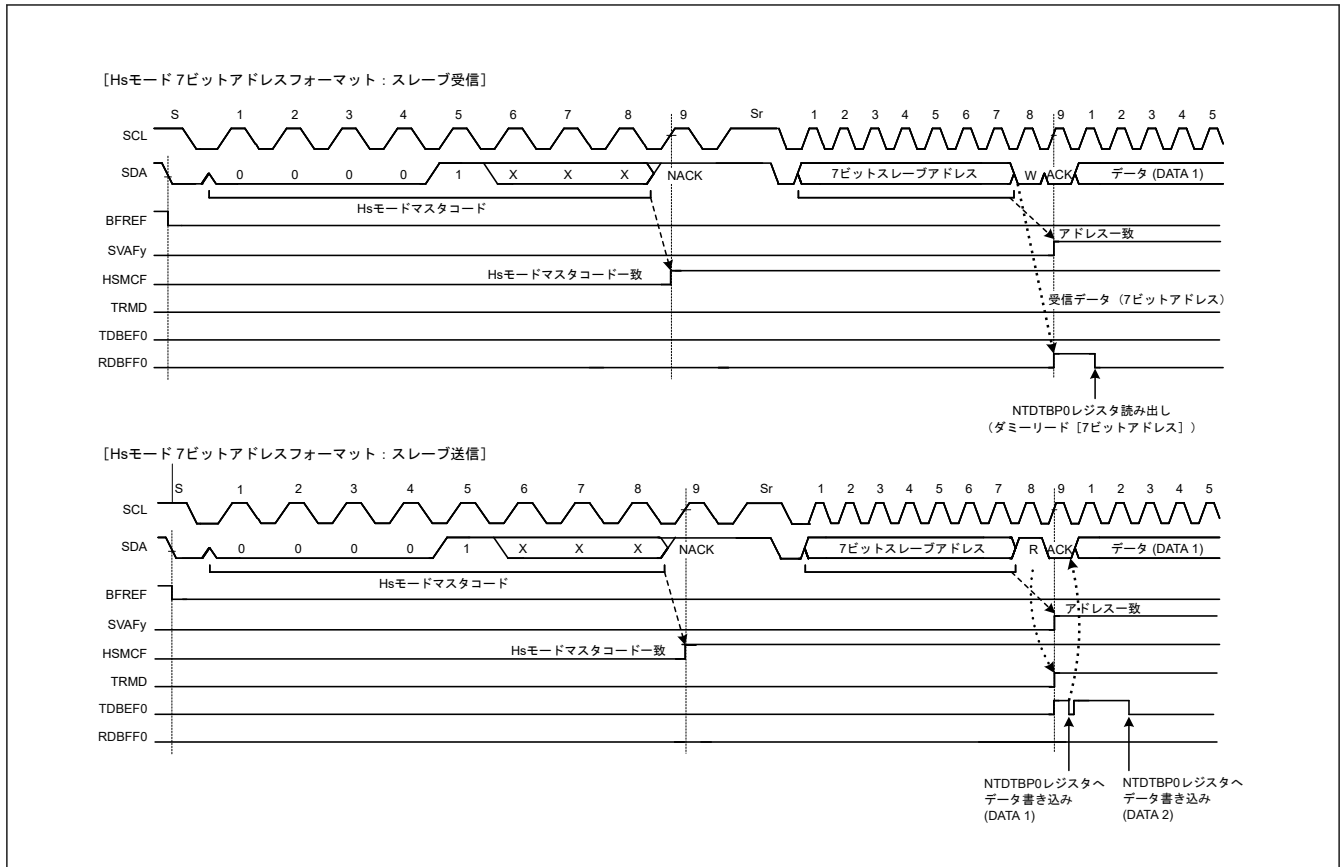 [Hsモード 7ビットアドレスフォーマット：スレーブ受信]
S 1 2 3 4 5 6 7 8 9 Sr 1 2 3 4 5 6 7 8 9 1 2 3 4 5
SCL
SDA 0 0 0 0 1 X X X NACK 7ビットスレーブアドレス W ACK データ (DATA 1)
Hsモードマスタコード
BFREF
アドレス一致
SVAFy
HSMCF Hsモードマスタコード一致
TRMD 受信データ（7ビットアドレス）
TDBEF0
RDBFF0
NTDTBP0レジスタ読み出し
（ダミーリード［7ビットアドレス］）
[Hsモード 7ビットアドレスフォーマット：スレーブ送信]
S 1 2 3 4 5 6 7 8 9 Sr 1 2 3 4 5 6 7 8 9 1 2 3 4 5
SCL
SDA 0 0 0 0 1 X X X NACK 7ビットスレーブアドレス R ACK データ (DATA 1)
Hsモードマスタコード
BFREF
アドレス一致
SVAFy
HSMCF Hsモードマスタコード一致
TRMD
TDBEF0
RDBFF0
NTDTBP0レジスタへ
データ書き込み
(DATA 1)
NTDTBP0レジスタへ
データ書き込み
(DATA 2)